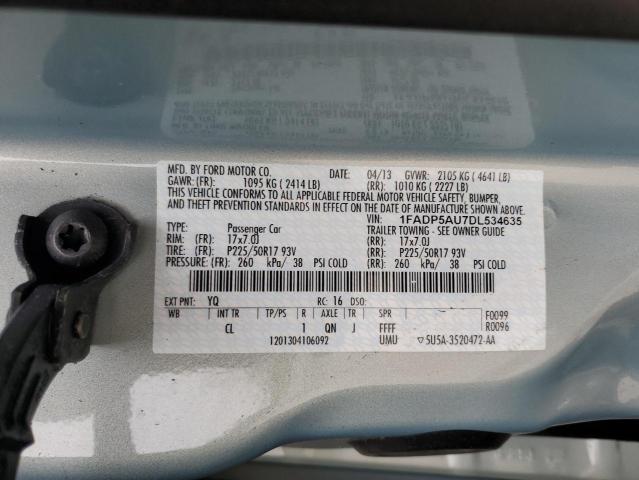 MFD. BY FORD MOTOR CO.
DATE: 04/13 GVWR: 2105 KG ( 4641 LB)
GAWR: (FR): 1095 KG ( 2414 LB) (RR): 1010 KG ( 2227 LB)
THIS VEHICLE CONFORMS TO ALL APPLICABLE FEDERAL MOTOR VEHICLE SAFETY, BUMPER,
AND THEFT PREVENTION STANDARDS IN EFFECT ON THE DATE OF MANUFACTURE SHOWN ABOVE.
VIN: 1FADP5AU7DL534635
TYPE: Passenger Car TOWING TRAILER - SEE OWNER GUIDE
RIM: (FR): 17x7.0J (RR): 17x7.0J
TIRES: (FR): P225/50R17 93V (RR): P225/50R17 93V
PRESSURE: (FR): 260 kPa/ 38 PSI COLD (RR): 260 kPa/ 38 PSI COLD
EXT PNT: YQ RC: 16 DSO:
WB INT TR TP/PS R AXLE TR SPR F0099
CL 1 QN J FFFF R0096
1201304106092 UMU ▽5U5A-3520472-AA